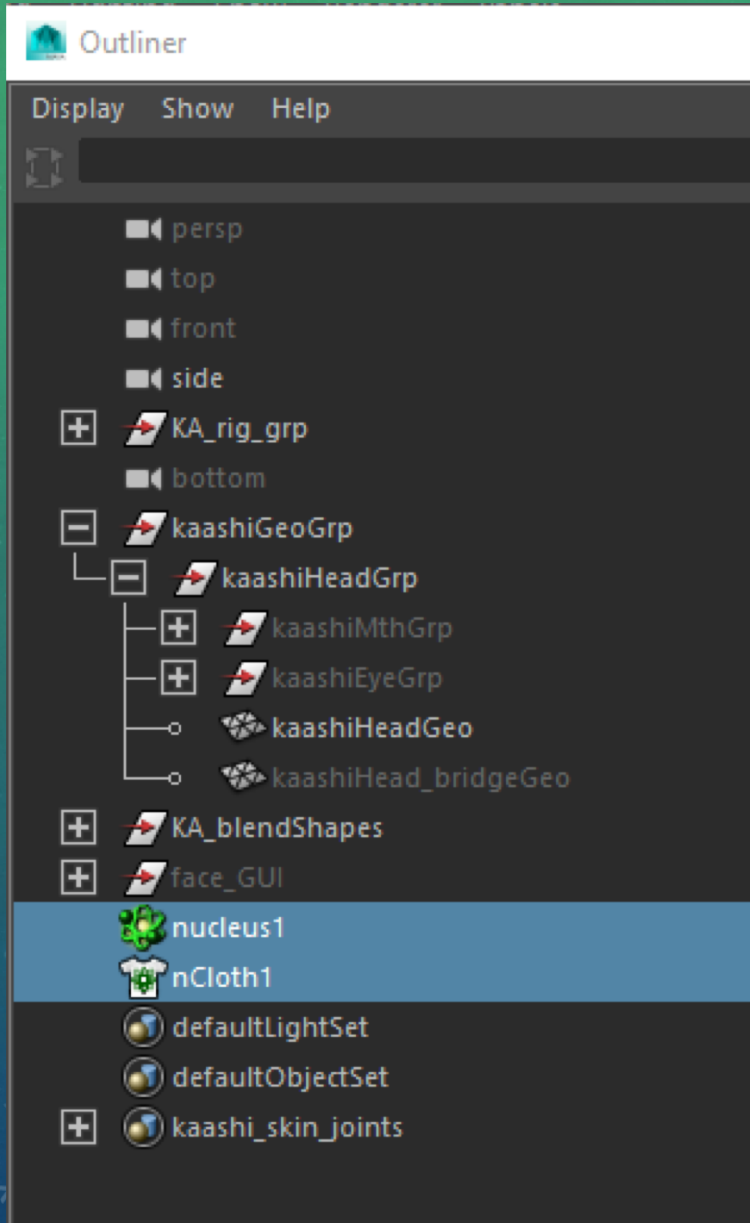 Outliner
Display Show Help
persp
top
front
side
KA_rig_grp
bottom
kaashiGeoGrp
kaashiHeadGrp
kaashiMthGrp
kaashiEyeGrp
kaashiHeadGeo
kaashiHead_bridgeGeo
KA_blendShapes
face_GUI
nucleus1
nCloth1
defaultLightSet
defaultObjectSet
kaashi_skin_joints